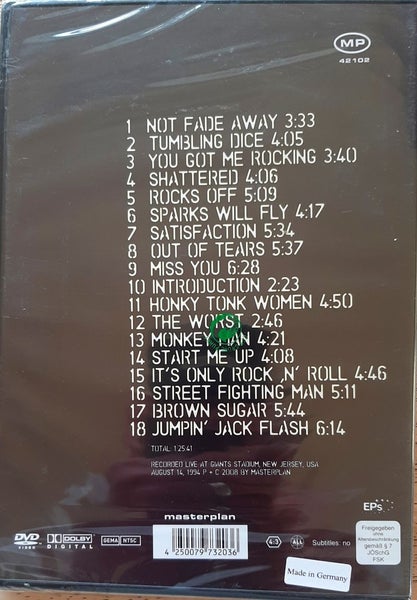 MP
42102
1 NOT FADE AWAY 3:33
2 TUMBLING DICE 4:05
3 YOU GOT ME ROCKING 3:40
4 SHATTERED 4:06
5 ROCKS OFF 5:09
6 SPARKS WILL FLY 4:17
7 SATISFACTION 5:34
8 OUT OF TEARS 5:37
9 MISS YOU 6:28
10 INTRODUCTION 2:23
11 HONKY TONK WOMEN 4:50
12 THE WORST 2:46
13 MONKEY MAN 4:21
14 START ME UP 4:08
15 IT'S ONLY ROCK ,N' ROLL 4:46
16 STREET FIGHTING MAN 5:11
17 BROWN SUGAR 5:44
18 JUMPIN' JACK FLASH 6:14
TOTAL: 1:25:41
RECORDED LIVE AT GIANTS STADIUM, NEW JERSEY, USA
AUGUST 14, 1994 P + C 2008 BY MASTERPLAN
masterplan
EPs
DVD VIDEO
DOLBY DIGITAL
GEMA NTSC
4 250079 732036
4:3
ALL
Subtitles: no
Freigegeben
ohne
Altersbeschränkung
gemäß § 7
JÖSchG
FSK
Made in Germany